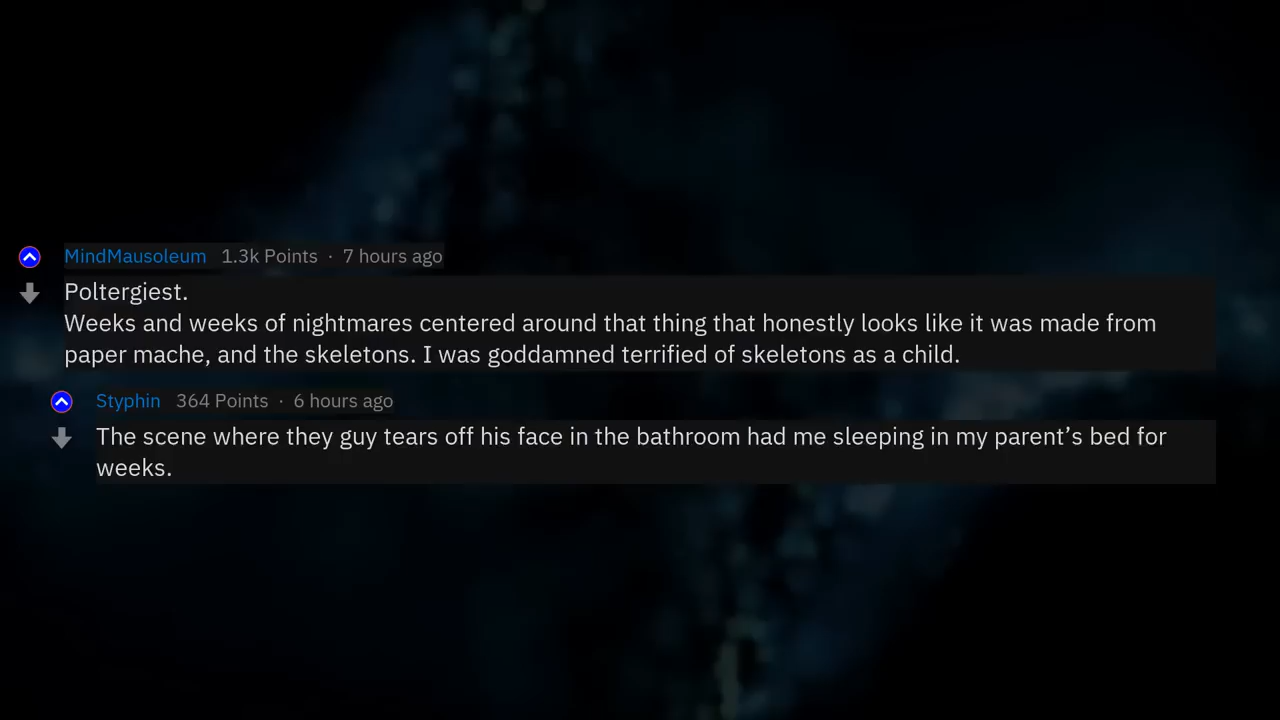 MindMausoleum 1.3k Points · 7 hours ago
Poltergiest.
Weeks and weeks of nightmares centered around that thing that honestly looks like it was made from
paper mache, and the skeletons. I was goddamned terrified of skeletons as a child.
Styphin 364 Points · 6 hours ago
The scene where they guy tears off his face in the bathroom had me sleeping in my parent’s bed for
weeks.